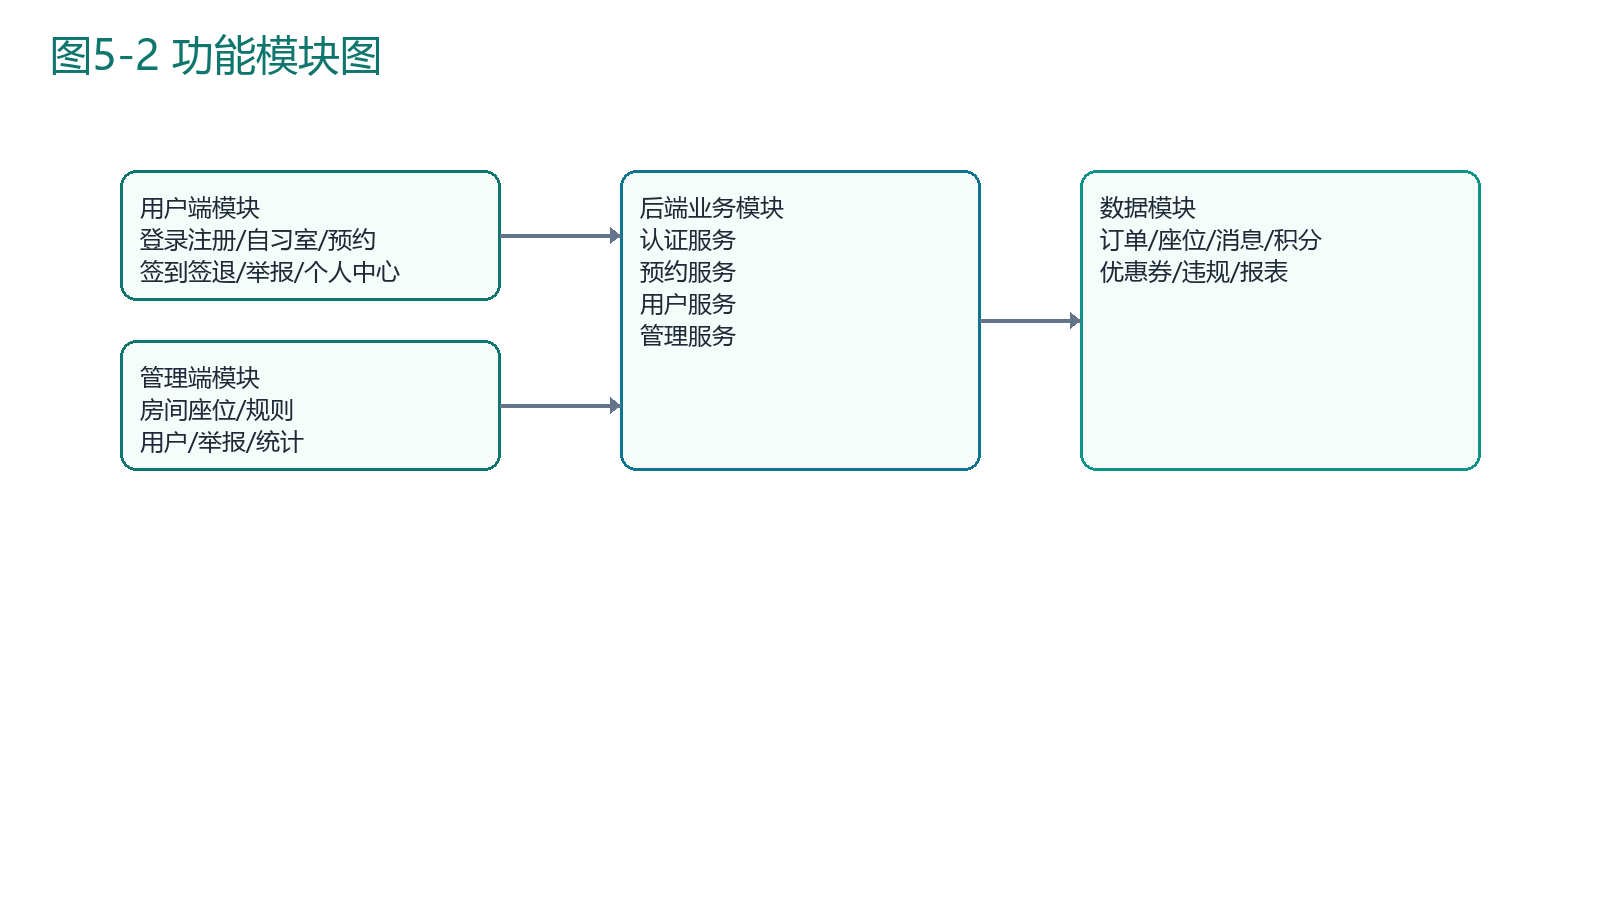 图5-2 功能模块图
用户端模块
登录注册/自习室/预约
签到签退/举报/个人中心
管理端模块
房间座位/规则
用户/举报/统计
后端业务模块
认证服务
预约服务
用户服务
管理服务
数据模块
订单/座位/消息/积分
优惠券/违规/报表